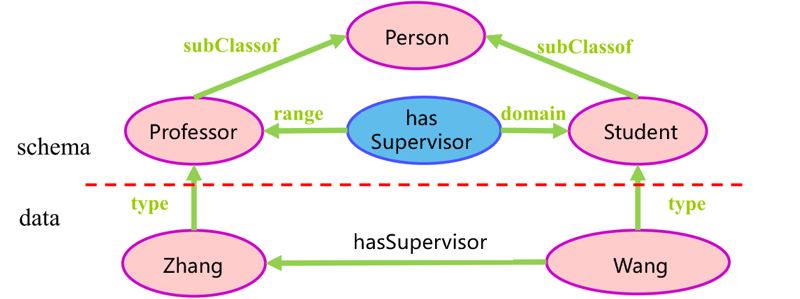 Person
subClassof
subClassof
Professor
range
has
Supervisor
domain
Student
schema
type
type
data
hasSupervisor
Zhang
Wang